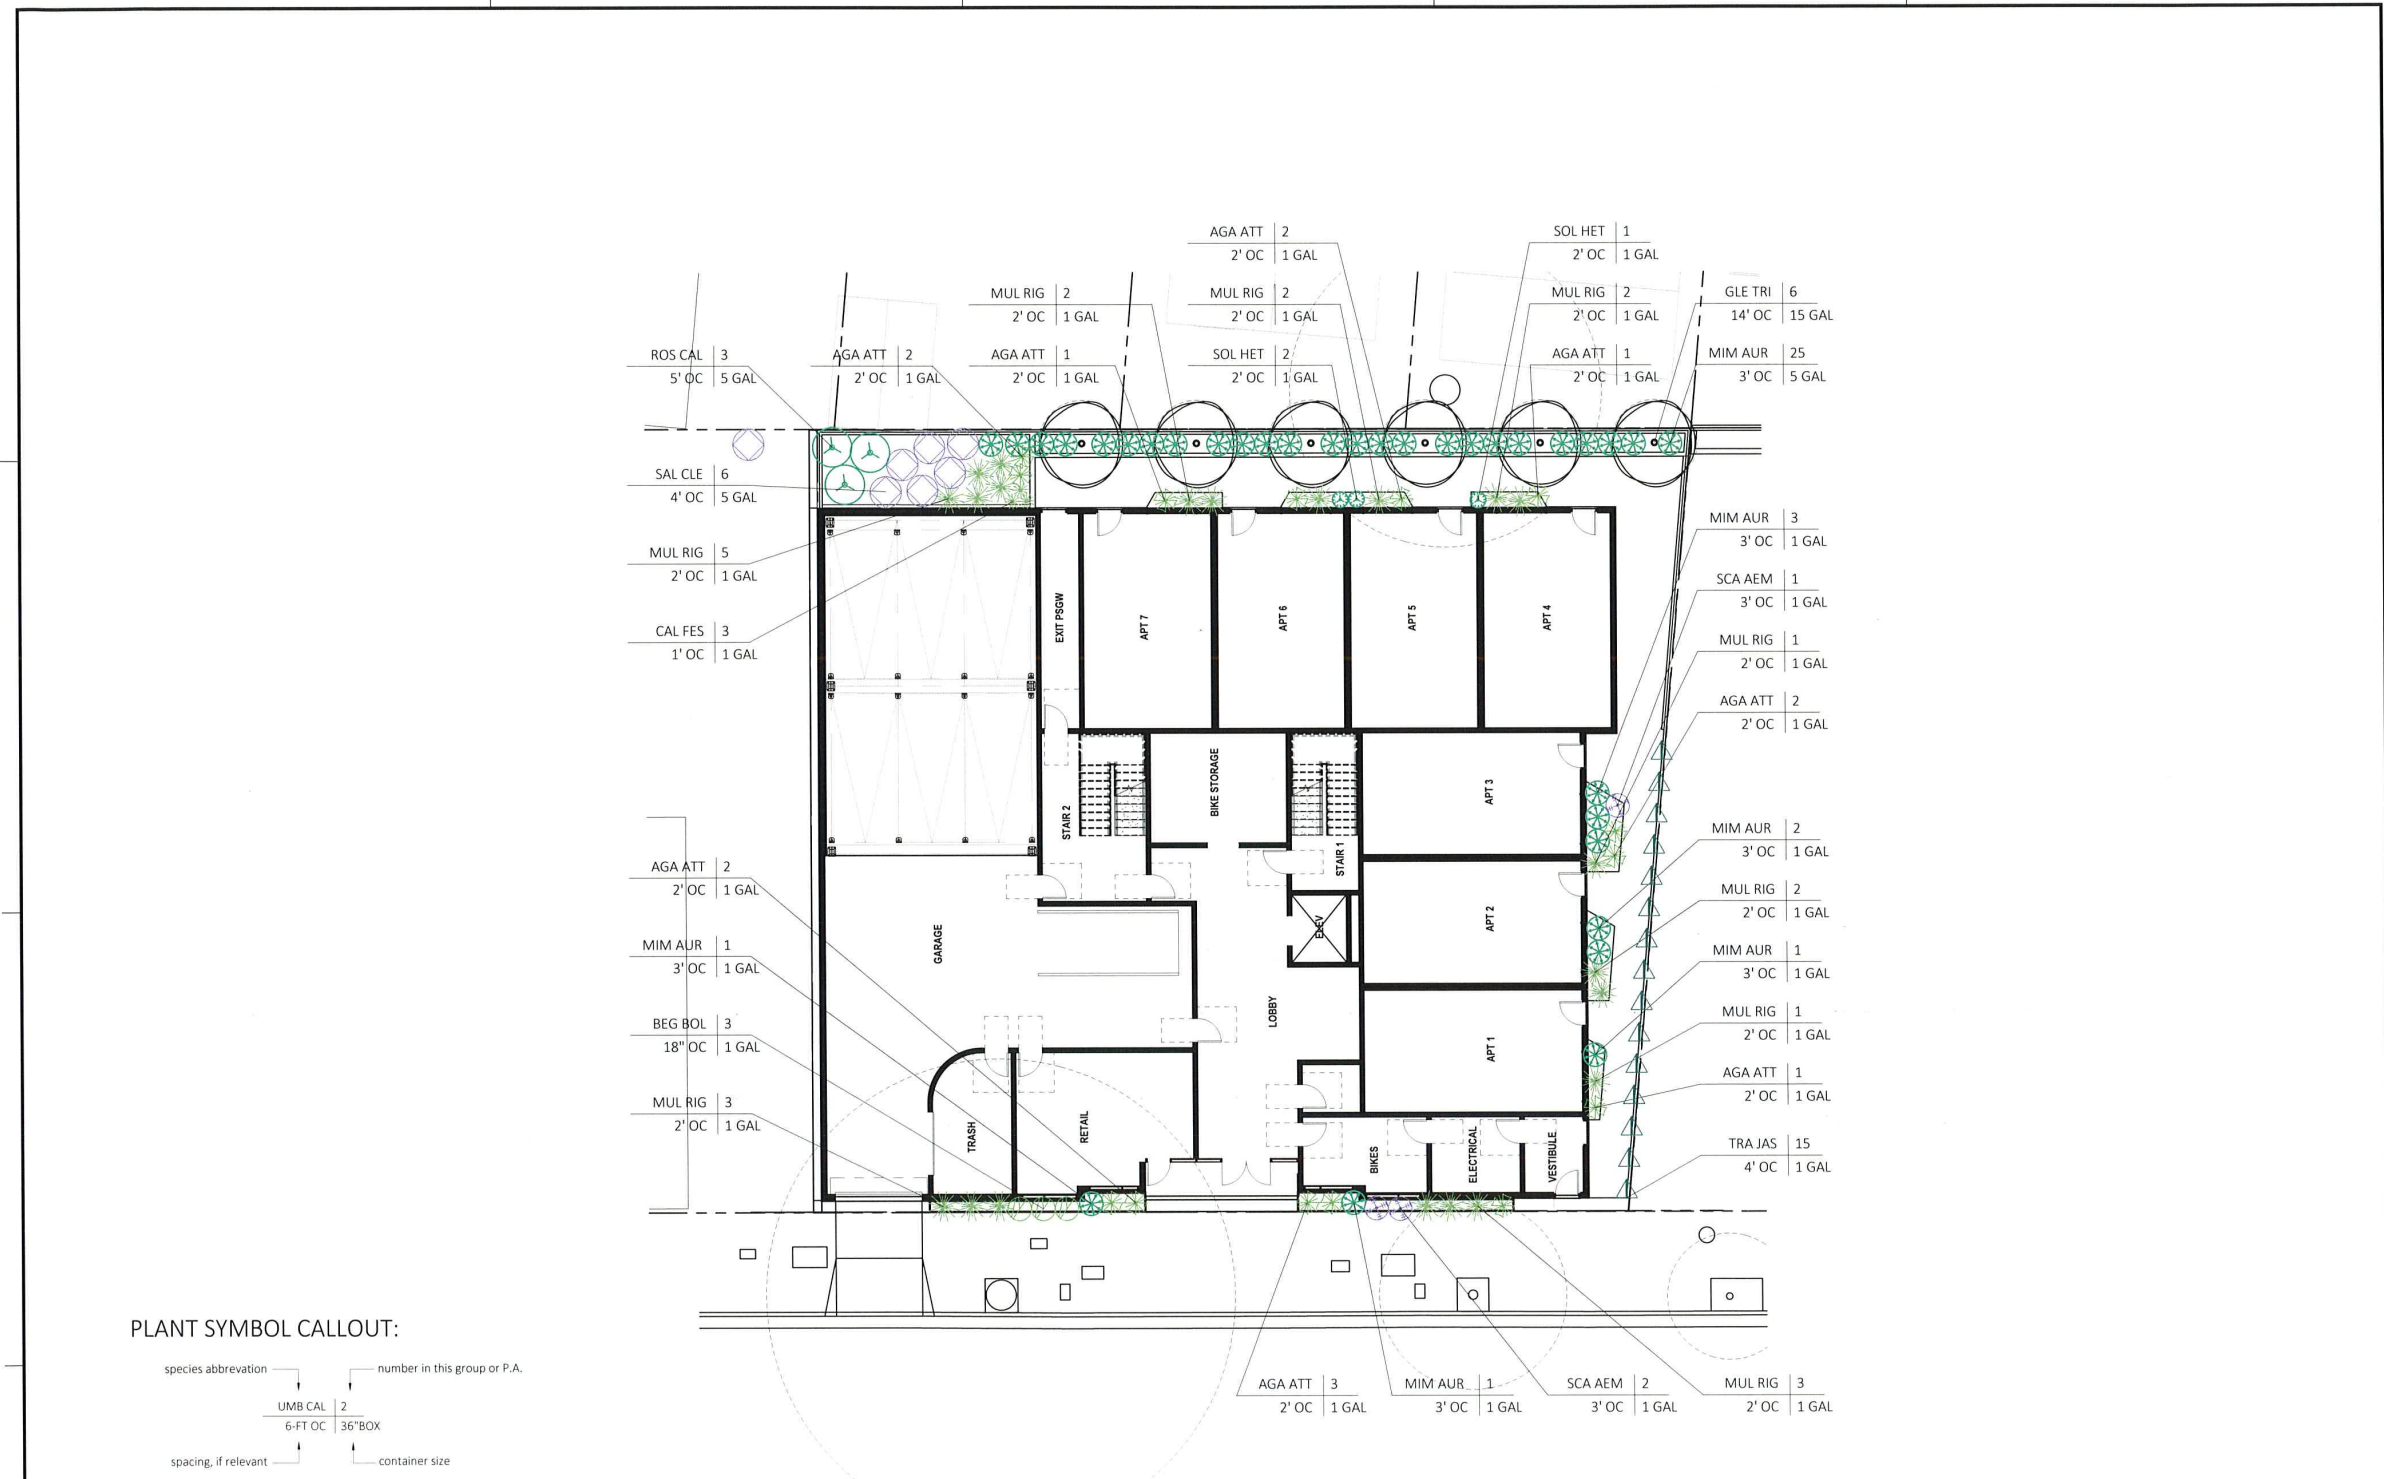 AGA ATT 2
2' OC 1 GAL
SOL HET 1
2' OC 1 GAL
MUL RIG 2
2' OC 1 GAL
MUL RIG 2
2' OC 1 GAL
MUL RIG 2
2' OC 1 GAL
GLE TRI 6
14' OC 15 GAL
ROS CAL 3
5' OC 5 GAL
AGA ATT 2
2' OC 1 GAL
AGA ATT 1
2' OC 1 GAL
SOL HET 2
2' OC 1 GAL
AGA ATT 1
2' OC 1 GAL
MIM AUR 25
3' OC 5 GAL
SAL CLE 6
4' OC 5 GAL
MUL RIG 5
2' OC 1 GAL
CAL FES 3
1' OC 1 GAL
MIM AUR 3
3' OC 1 GAL
SCA AEM 1
3' OC 1 GAL
MUL RIG 1
2' OC 1 GAL
AGA ATT 2
2' OC 1 GAL
EXIT PSGW
APT 7
APT 6
APT 5
APT 4
STAIR 2
BIKE STORAGE
STAIR 1
APT 3
AGA ATT 2
2' OC 1 GAL
MIM AUR 1
3' OC 1 GAL
BEG BOL 3
18" OC 1 GAL
MUL RIG 3
2' OC 1 GAL
GARAGE
ELEV
APT 2
LOBBY
APT 1
TRASH
RETAIL
BIKES
ELECTRICAL
VESTIBULE
MIM AUR 2
3' OC 1 GAL
MUL RIG 2
2' OC 1 GAL
MIM AUR 1
3' OC 1 GAL
MUL RIG 1
2' OC 1 GAL
AGA ATT 1
2' OC 1 GAL
TRA JAS 15
4' OC 1 GAL
AGA ATT 3
2' OC 1 GAL
MIM AUR 1
3' OC 1 GAL
SCA AEM 2
3' OC 1 GAL
MUL RIG 3
2' OC 1 GAL
PLANT SYMBOL CALLOUT:
species abbrevation
number in this group or P.A.
UMB CAL 2
6-FT OC 36"BOX
spacing, if relevant
container size